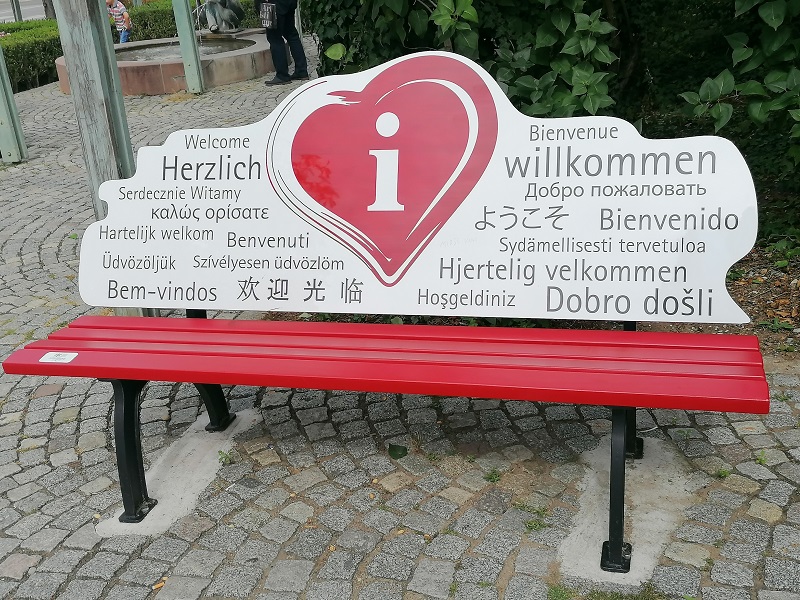 Welcome
Herzlich
Serdecznie Witamy
καλώς ορίσατε
Hartelijk welkom
Benvenuti
Üdvözöljük
Szívélyesen üdvözlöm
Bem-vindos
欢迎光临
i
Bienvenue
willkommen
Добро пожаловать
ようこそ
Bienvenido
Sydämellisesti tervetuloa
Hjertelig velkommen
Hoşgeldiniz
Dobro došli